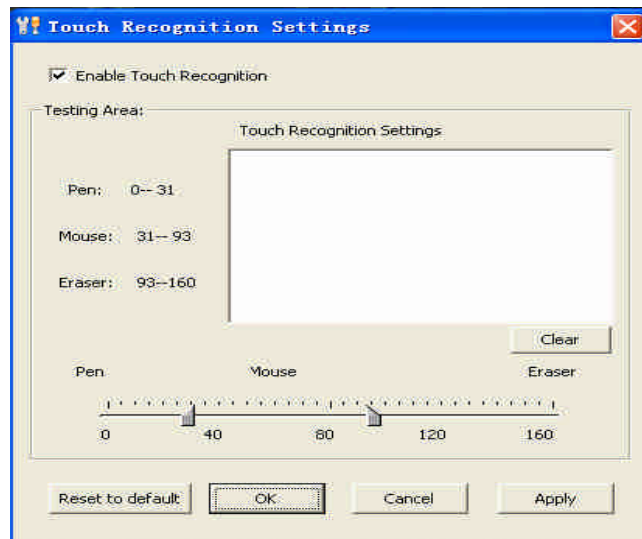 Touch Recognition Settings
Enable Touch Recognition
Testing Area:
Touch Recognition Settings
Pen: 0-- 31
Mouse: 31-- 93
Eraser: 93--160
Clear
Pen Mouse Eraser
0 40 80 120 160
Reset to default OK Cancel Apply